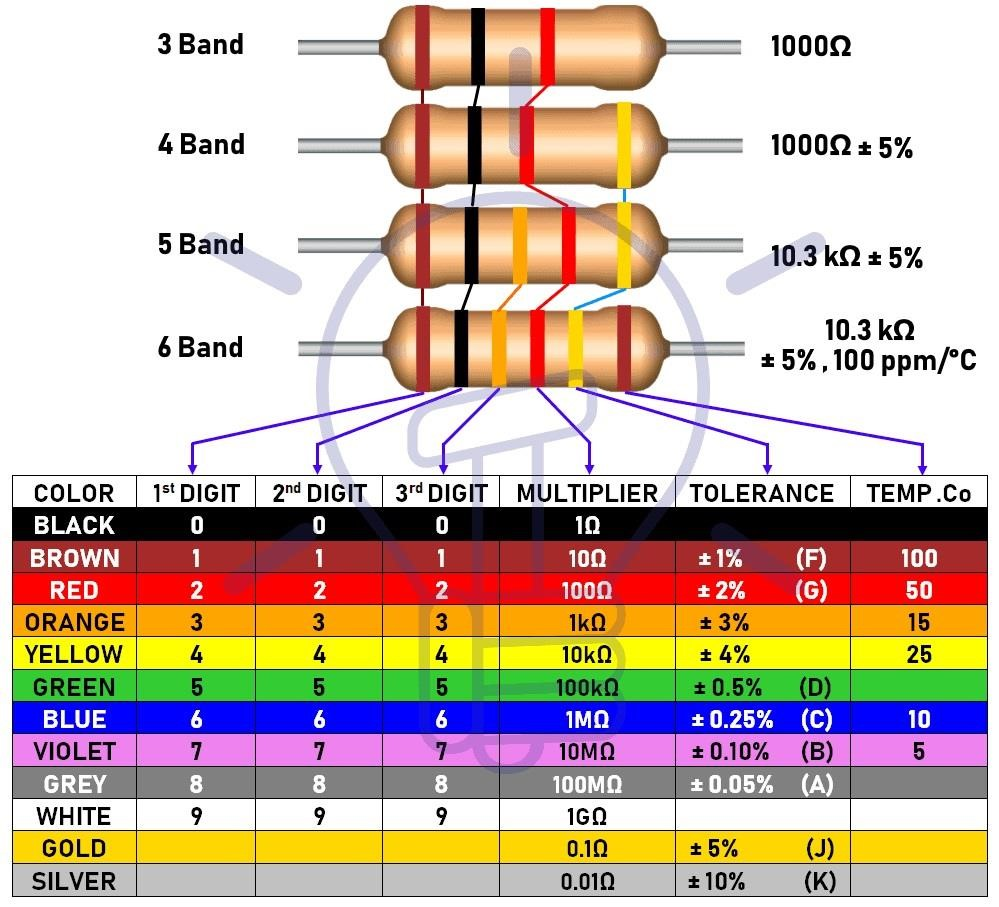 3 Band 1000Ω
4 Band 1000Ω ± 5%
5 Band 10.3 kΩ ± 5%
6 Band 10.3 kΩ
± 5% , 100 ppm/°C
COLOR 1st DIGIT 2nd DIGIT 3rd DIGIT MULTIPLIER TOLERANCE TEMP.Co
BLACK 0 0 0 1Ω
BROWN 1 1 1 10Ω ± 1% (F) 100
RED 2 2 2 100Ω ± 2% (G) 50
ORANGE 3 3 3 1kΩ ± 3% 15
YELLOW 4 4 4 10kΩ ± 4% 25
GREEN 5 5 5 100kΩ ± 0.5% (D)
BLUE 6 6 6 1MΩ ± 0.25% (C) 10
VIOLET 7 7 7 10MΩ ± 0.10% (B) 5
GREY 8 8 8 100MΩ ± 0.05% (A)
WHITE 9 9 9 1GΩ
GOLD 0.1Ω ± 5% (J)
SILVER 0.01Ω ± 10% (K)